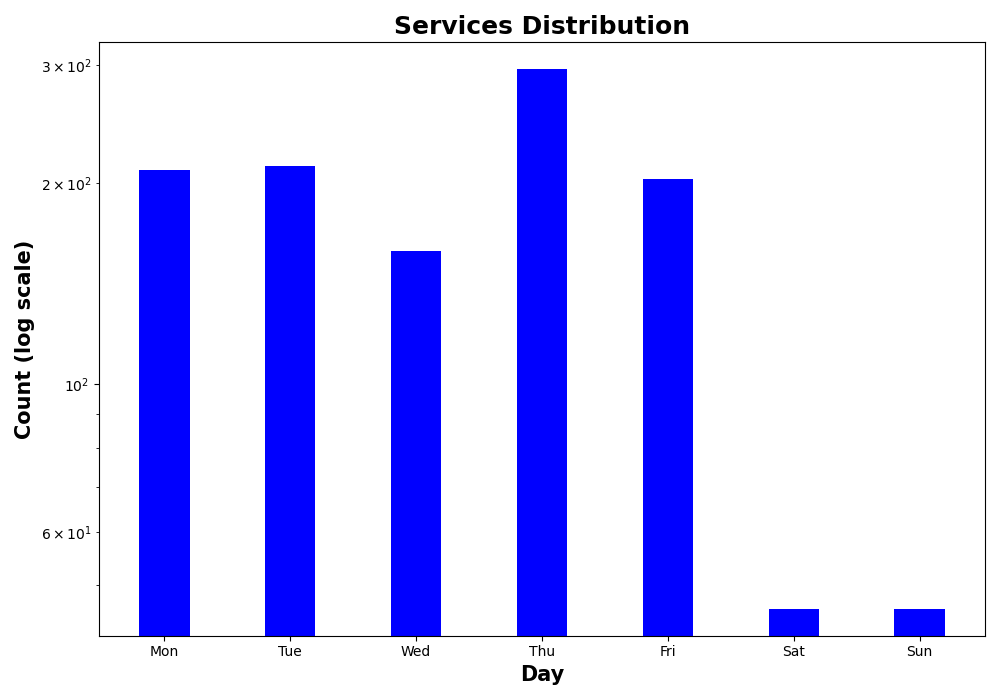 Services Distribution
3 × 10²
2 × 10²
10²
6 × 10¹
Count (log scale)
Mon Tue Wed Thu Fri Sat Sun
Day